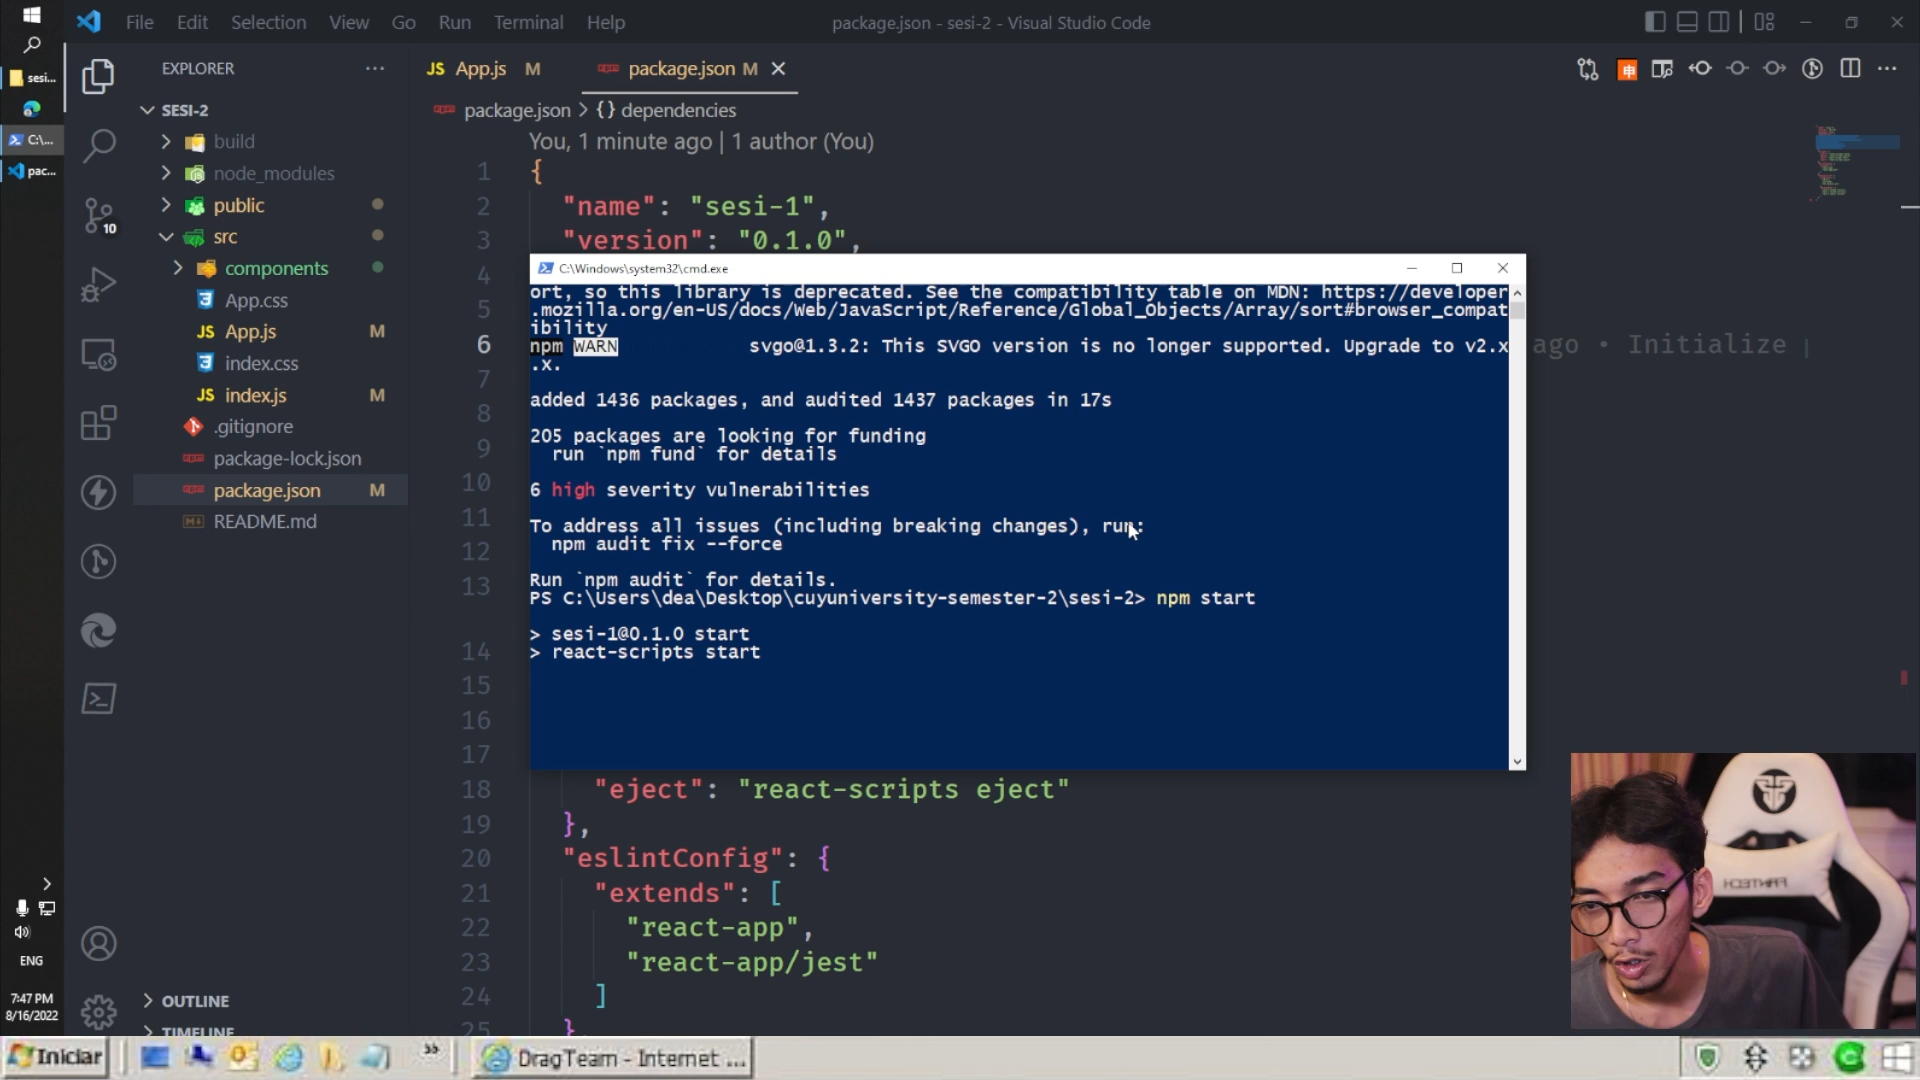 File Edit Selection View Go Run Terminal Help
package.json - sesi-2 - Visual Studio Code
sesi...
C:\...
pac...
EXPLORER
SESI-2
build
node_modules
public
src
components
App.css
JS App.js M
index.css
JS index.js M
.gitignore
package-lock.json
package.json M
README.md
OUTLINE
TIMELINE
10
JS App.js M
package.json M
package.json > {} dependencies
You, 1 minute ago | 1 author (You)
1 {
2 "name": "sesi-1",
3 "version": "0.1.0",
4
5
6
ago • Initialize
7
8
9
10
11
12
13
14
15
16
17
18 "eject": "react-scripts eject"
19 },
20 "eslintConfig": {
21 "extends": [
22 "react-app",
23 "react-app/jest"
24 ]
25 }
C:\Windows\system32\cmd.exe
ort, so this library is deprecated. See the compatibility table on MDN: https://developer
.mozilla.org/en-US/docs/Web/JavaScript/Reference/Global_Objects/Array/sort#browser_compat
ibility
npm WARN svgo@1.3.2: This SVGO version is no longer supported. Upgrade to v2.x
.x.
added 1436 packages, and audited 1437 packages in 17s
205 packages are looking for funding
run `npm fund` for details
6 high severity vulnerabilities
To address all issues (including breaking changes), run:
npm audit fix --force
Run `npm audit` for details.
PS C:\Users\dea\Desktop\cuyuniversity-semester-2\sesi-2> npm start
> sesi-1@0.1.0 start
> react-scripts start
FANTECH
ENG
7:47 PM
8/16/2022
Iniciar
DragTeam - Internet ...